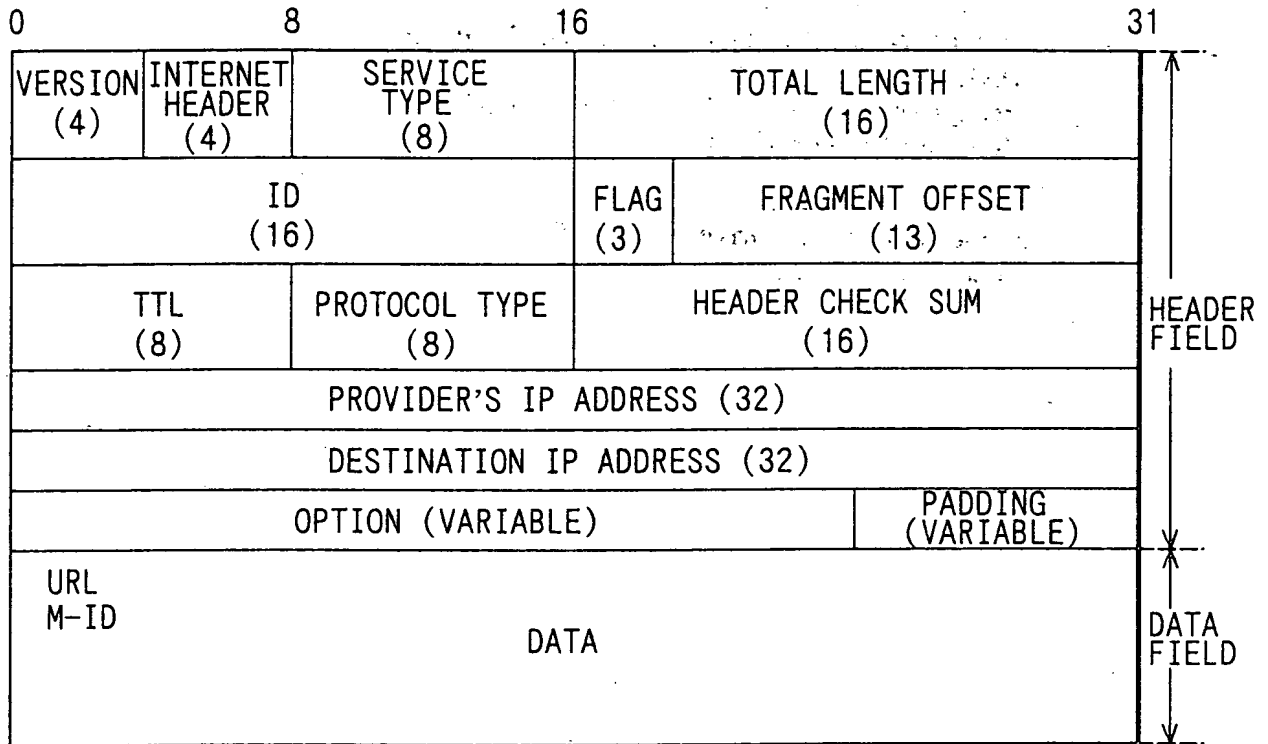 0 8 16 31
VERSION
(4)
INTERNET
HEADER
(4)
SERVICE
TYPE
(8)
TOTAL LENGTH
(16)
ID
(16)
FLAG
(3)
FRAGMENT OFFSET
(13)
TTL
(8)
PROTOCOL TYPE
(8)
HEADER CHECK SUM
(16)
HEADER
FIELD
PROVIDER'S IP ADDRESS (32)
DESTINATION IP ADDRESS (32)
OPTION (VARIABLE)
PADDING
(VARIABLE)
URL
M-ID
DATA
DATA
FIELD